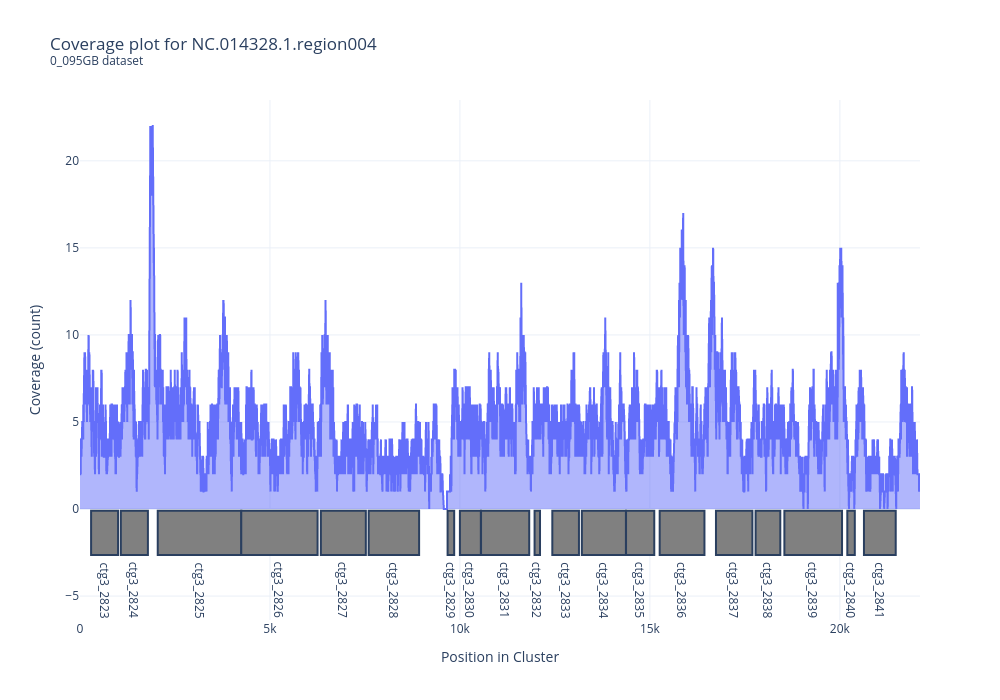 Coverage plot for NC.014328.1.region004
0_095GB dataset
Coverage (count)
20
15
10
5
0
−5
ctg3_2823
ctg3_2824
ctg3_2825
ctg3_2826
ctg3_2827
ctg3_2828
ctg3_2829
ctg3_2830
ctg3_2831
ctg3_2832
ctg3_2833
ctg3_2834
ctg3_2835
ctg3_2836
ctg3_2837
ctg3_2838
ctg3_2839
ctg3_2840
ctg3_2841
0 5k 10k 15k 20k
Position in Cluster